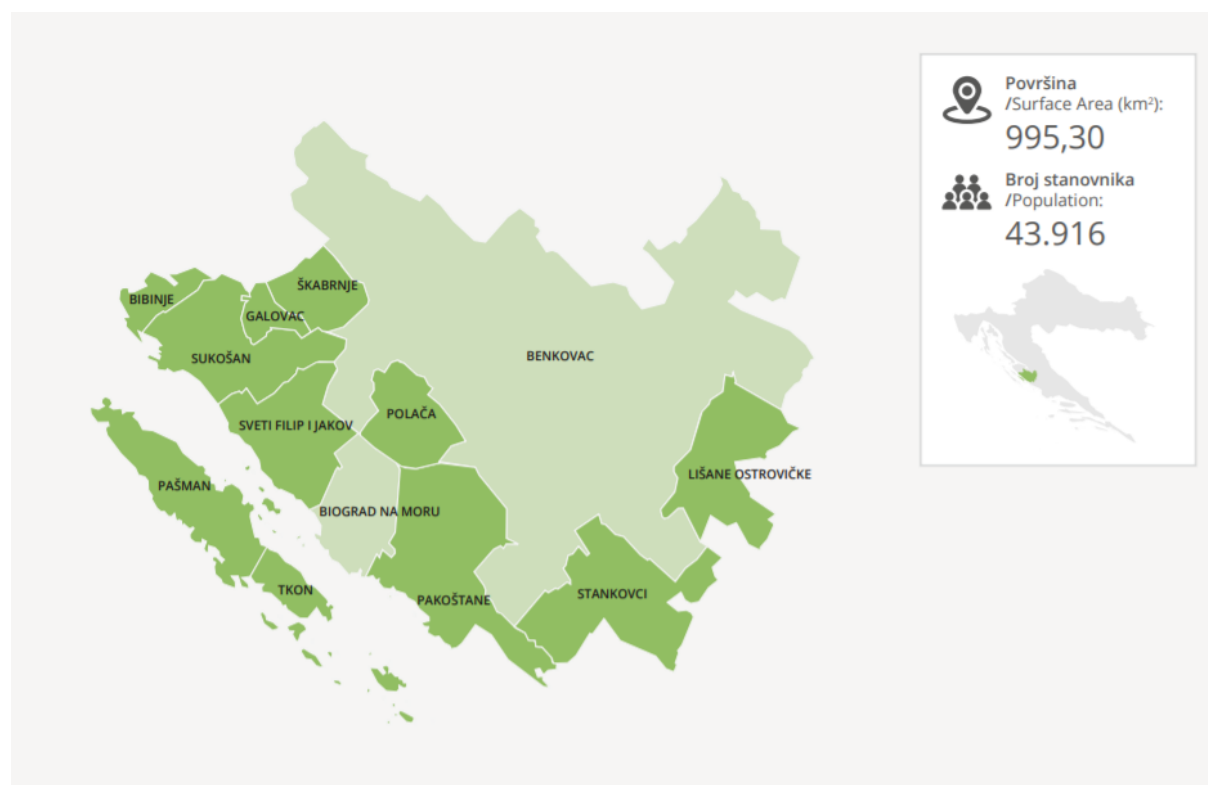 Površina
/Surface Area (km²):
995,30
Broj stanovnika
/Population:
43.916
ŠKABRNJE
BIBINJE
GALOVAC
SUKOŠAN
BENKOVAC
POLAČA
SVETI FILIP I JAKOV
LIŠANE OSTROVIČKE
PAŠMAN
BIOGRAD NA MORU
TKON
STANKOVCI
PAKOŠTANE